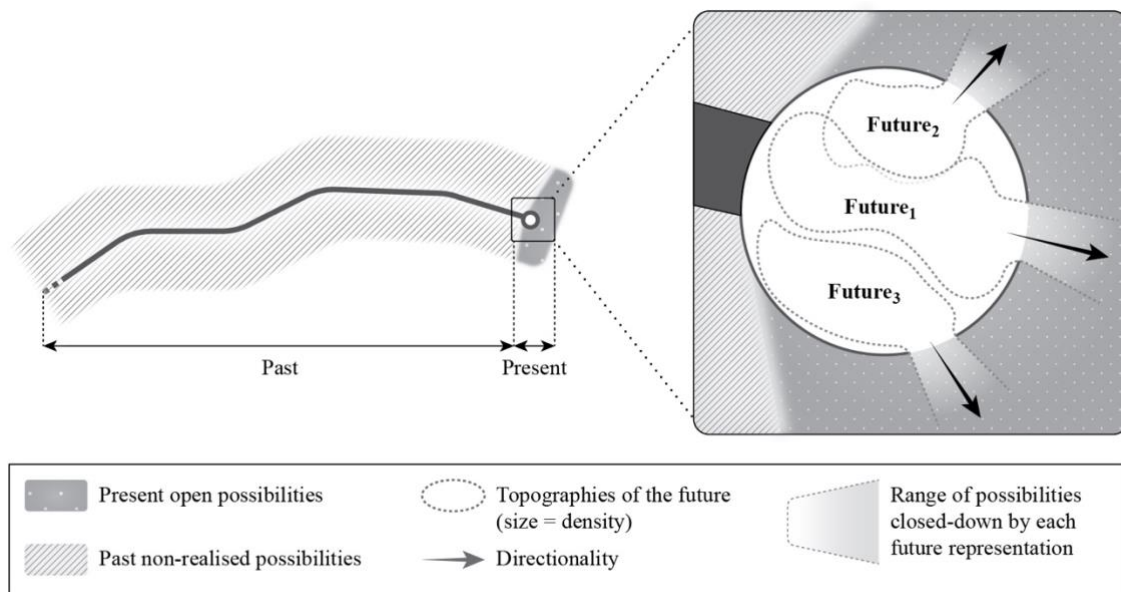 Future₂
Future₁
Future₃
Past
Present
Present open possibilities
Past non-realised possibilities
Topographies of the future
(size = density)
Directionality
Range of possibilities
closed-down by each
future representation